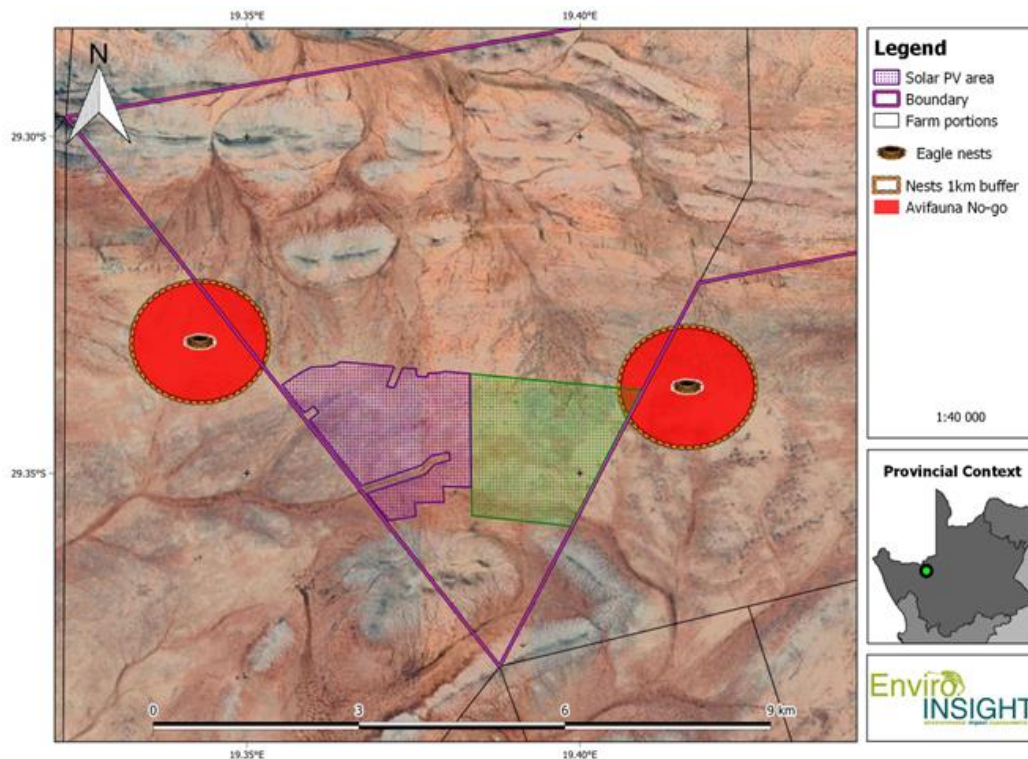 19.35°E
19.40°E
N
29.30°S
29.35°S
0
3
6
9 km
19.35°E
19.40°E
Legend
Solar PV area
Boundary
Farm portions
Eagle nests
Nests 1km buffer
Avifauna No-go
1:40 000
Provincial Context
Enviro
INSIGHT